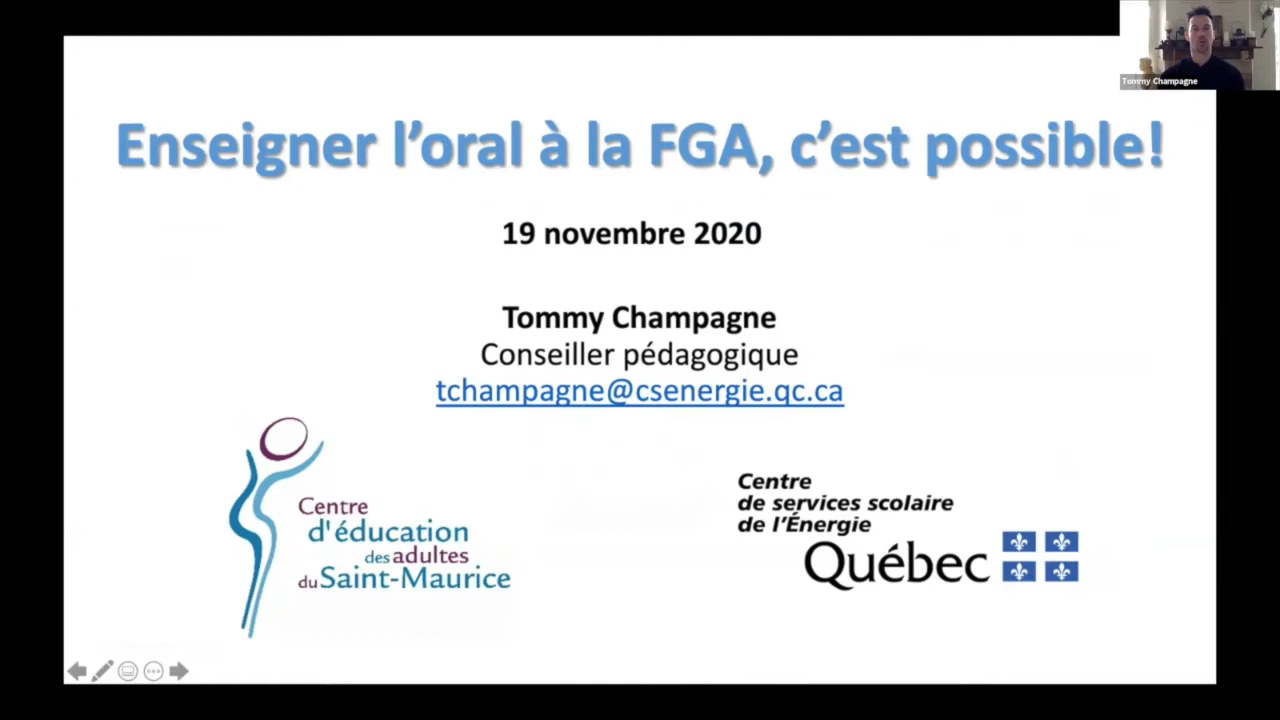 Tommy Champagne
Enseigner l'oral à la FGA, c'est possible!
19 novembre 2020
Tommy Champagne
Conseiller pédagogique
tchampagne@csenergie.qc.ca
Centre
d'éducation
des adultes
du Saint-Maurice
Centre
de services scolaire
de l'Énergie
Québec